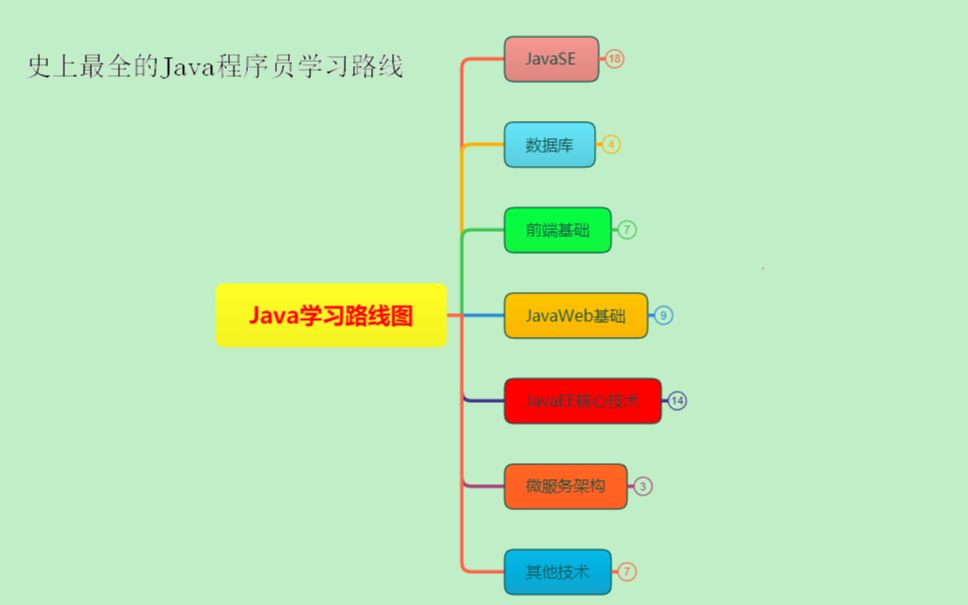 史上最全的Java程序员学习路线
JavaSE
18
数据库
4
前端基础
7
Java学习路线图
JavaWeb基础
9
JavaEE核心技术
14
微服务架构
3
其他技术
7